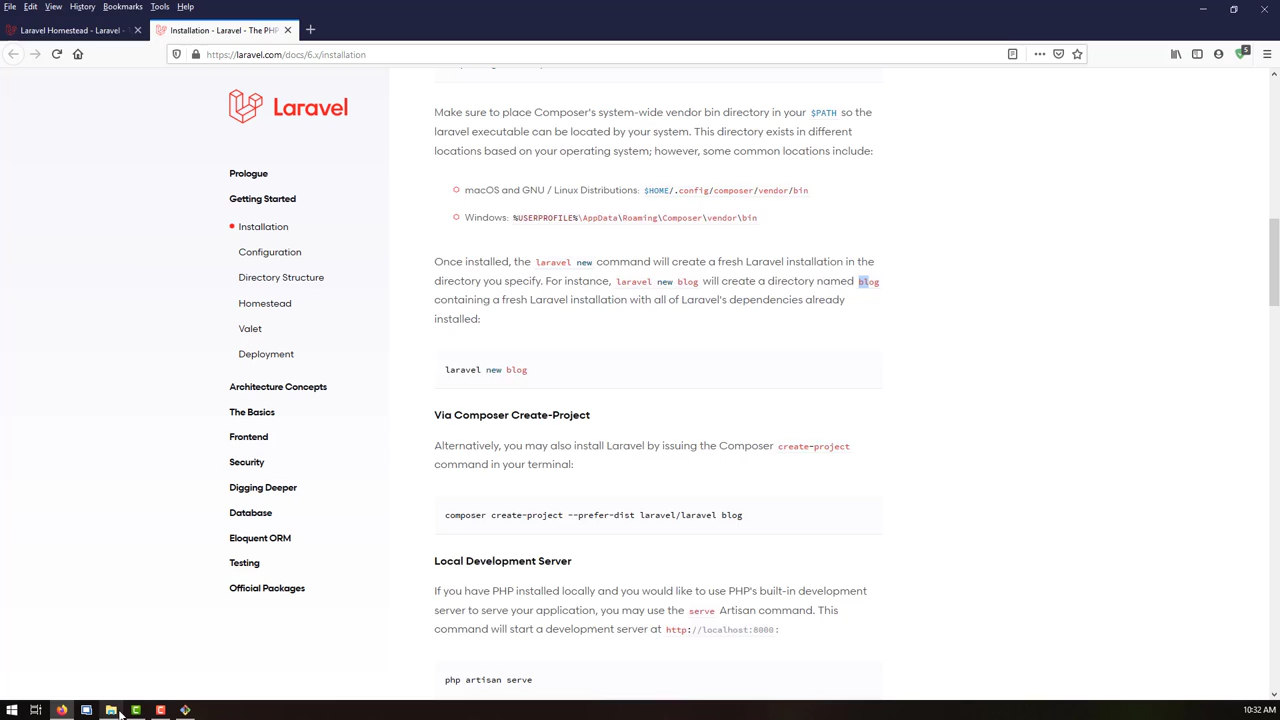 File Edit View History Bookmarks Tools Help
Laravel Homestead - Laravel -
Installation - Laravel - The PHP
https://laravel.com/docs/6.x/installation
5
Laravel
Prologue
Getting Started
Installation
Configuration
Directory Structure
Homestead
Valet
Deployment
Architecture Concepts
The Basics
Frontend
Security
Digging Deeper
Database
Eloquent ORM
Testing
Official Packages
Make sure to place Composer's system-wide vendor bin directory in your $PATH so the
laravel executable can be located by your system. This directory exists in different
locations based on your operating system; however, some common locations include:
macOS and GNU / Linux Distributions: $HOME/.config/composer/vendor/bin
Windows: %USERPROFILE%\AppData\Roaming\Composer\vendor\bin
Once installed, the laravel new command will create a fresh Laravel installation in the
directory you specify. For instance, laravel new blog will create a directory named blog
containing a fresh Laravel installation with all of Laravel's dependencies already
installed:
laravel new blog
Via Composer Create-Project
Alternatively, you may also install Laravel by issuing the Composer create-project
command in your terminal:
composer create-project --prefer-dist laravel/laravel blog
Local Development Server
If you have PHP installed locally and you would like to use PHP's built-in development
server to serve your application, you may use the serve Artisan command. This
command will start a development server at http://localhost:8000:
php artisan serve
10:32 AM